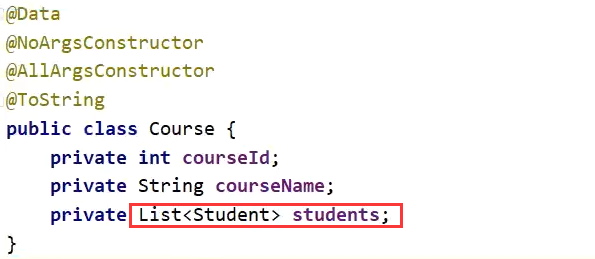 @Data
@NoArgsConstructor
@AllArgsConstructor
@ToString
public class Course {
    private int courseId;
    private String courseName;
    private List<Student> students;
}